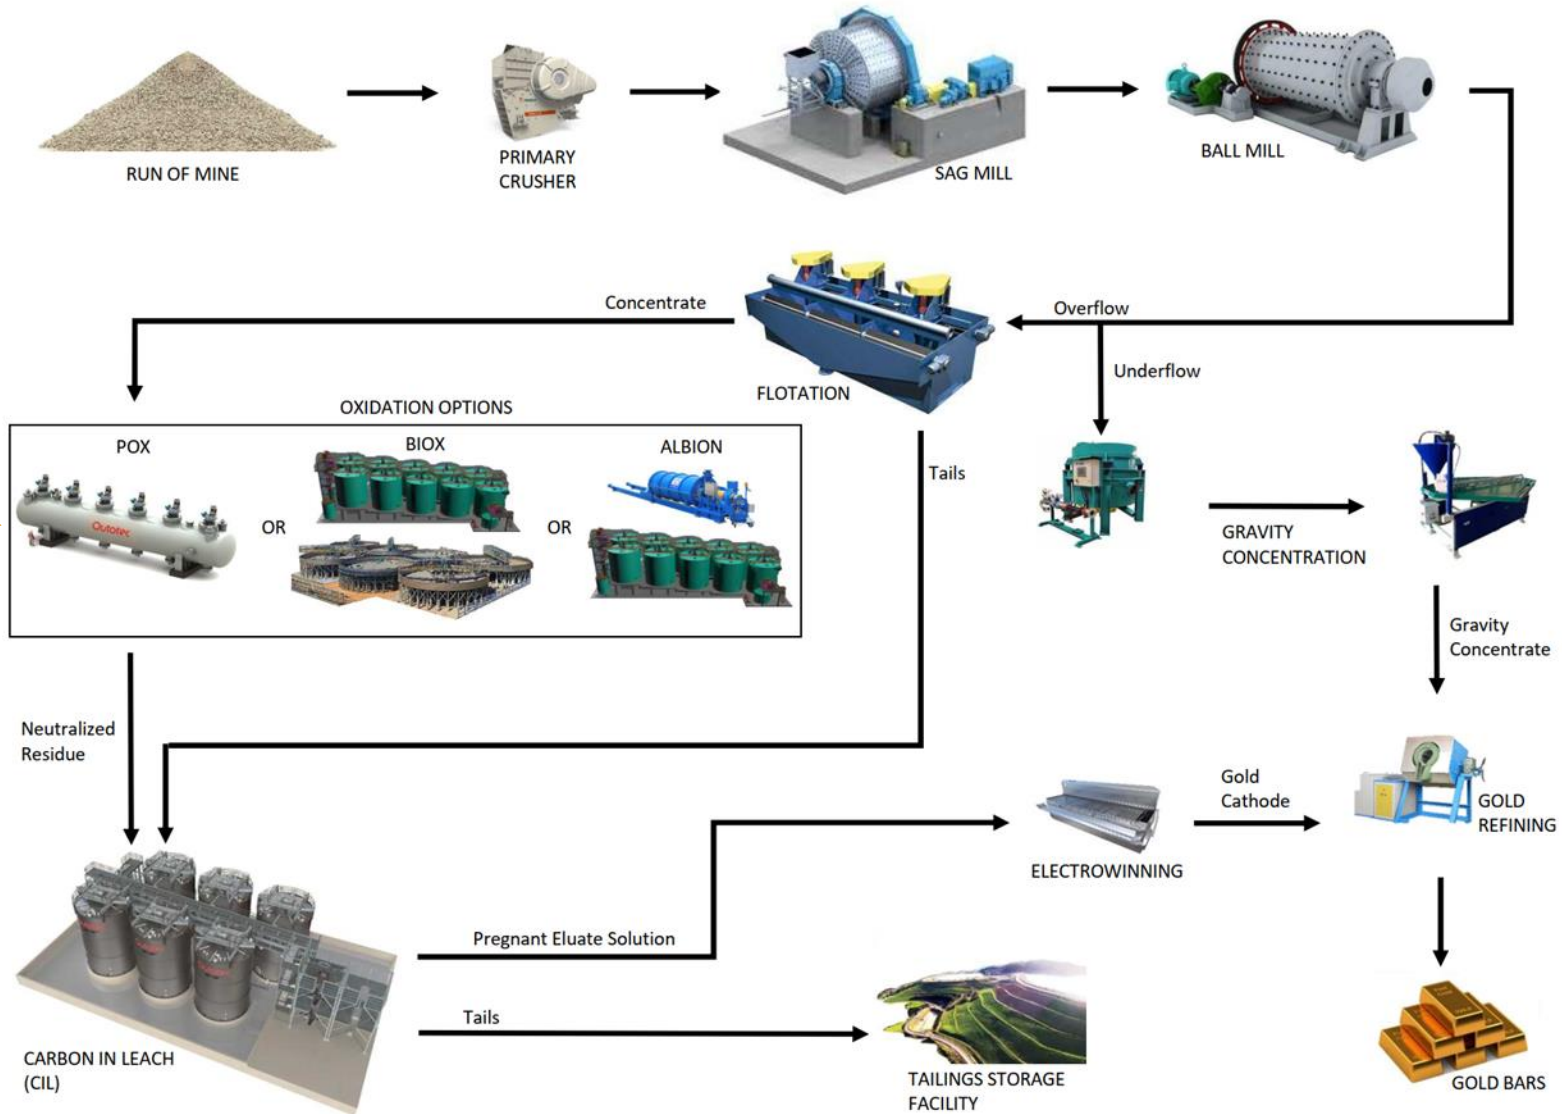 RUN OF MINE
PRIMARY
CRUSHER
SAG MILL
BALL MILL
Concentrate
Overflow
Underflow
FLOTATION
OXIDATION OPTIONS
POX
BIOX
ALBION
Outotec
OR
OR
Tails
GRAVITY
CONCENTRATION
Gravity
Concentrate
Neutralized
Residue
Gold
Cathode
GOLD
REFINING
ELECTROWINNING
Pregnant Eluate Solution
Tails
CARBON IN LEACH
(CIL)
TAILINGS STORAGE
FACILITY
GOLD BARS